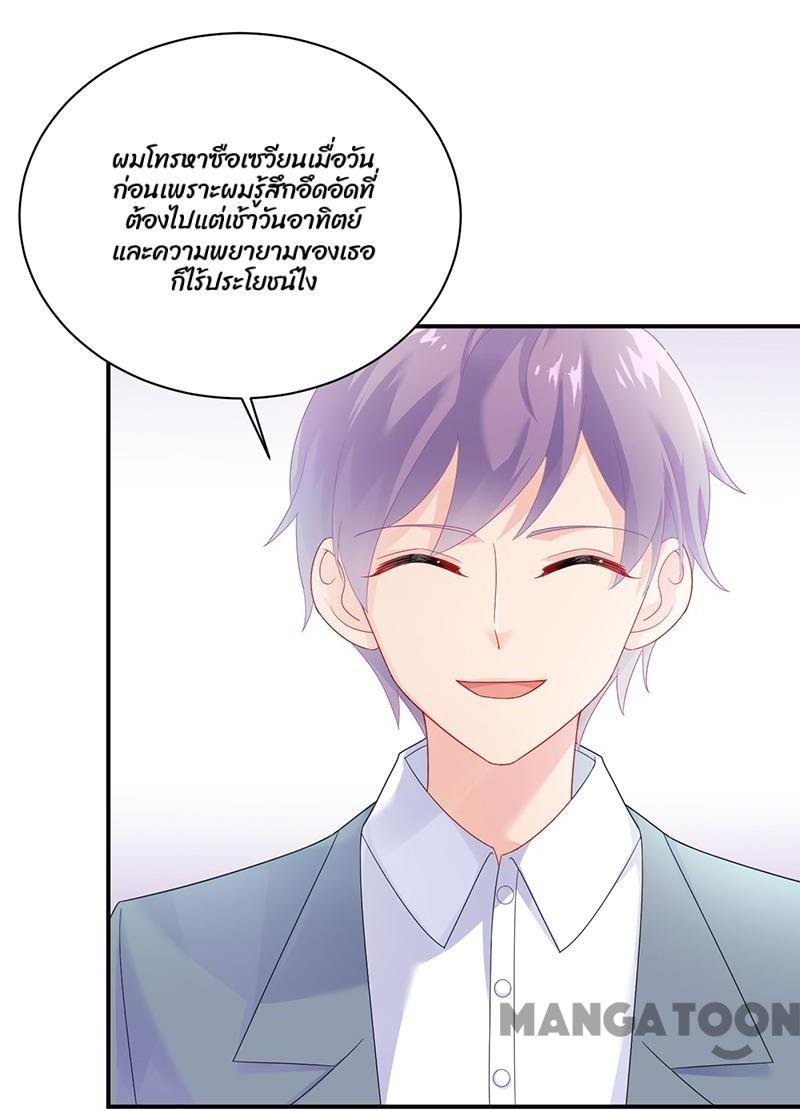 ผมโทรหาซือเซวียนเมื่อวัน
ก่อนเพราะผมรู้สึกอึดอัดที่
ต้องไปแต่เช้าวันอาทิตย์
และความพยายามของเธอ
ก็ไร้ประโยชน์ไง
MANGATOON